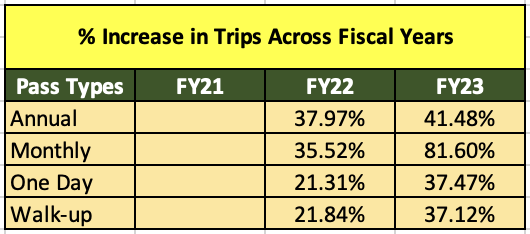 % Increase in Trips Across Fiscal Years
Pass Types FY21 FY22 FY23
Annual 37.97% 41.48%
Monthly 35.52% 81.60%
One Day 21.31% 37.47%
Walk-up 21.84% 37.12%